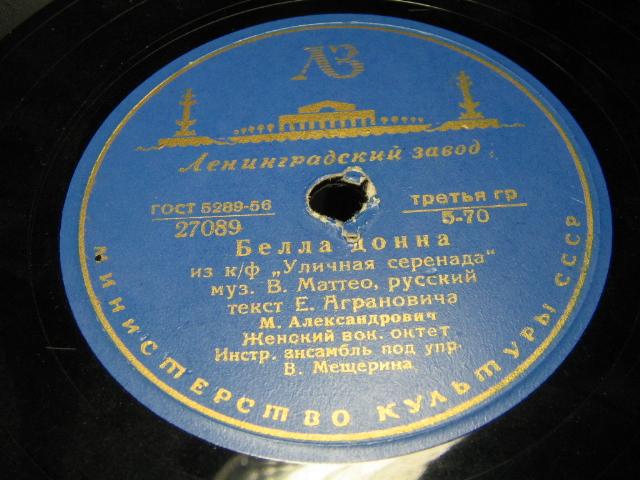 ЛЗ
Ленинградский завод
ГОСТ 5289-56
27089
третья гр
5-70
Белла донна
из к/ф „Уличная серенада"
муз. В. Маттео, русский
текст Е. Аграновича
М. Александрович
Женский вок. октет
Инстр. ансамбль под упр.
В. Мещерина
МИНИСТЕРСТВО КУЛЬТУРЫ СССР